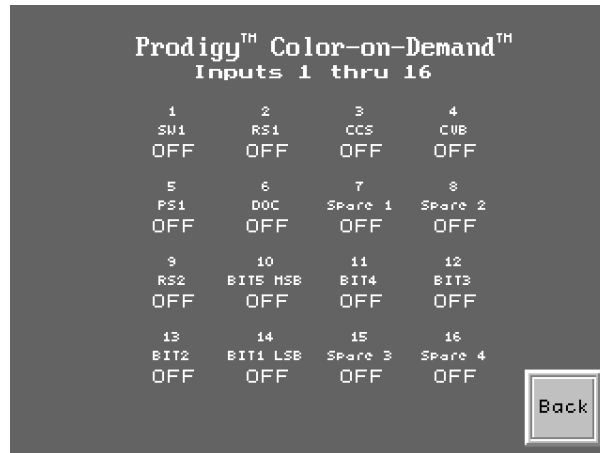 Prodigy™ Color-on-Demand™
Inputs 1 thru 16
1 2 3 4
SW1 RS1 CCS CVB
OFF OFF OFF OFF
5 6 7 8
PS1 DOC Spare 1 Spare 2
OFF OFF OFF OFF
9 10 11 12
RS2 BIT5 MSB BIT4 BIT3
OFF OFF OFF OFF
13 14 15 16
BIT2 BIT1 LSB Spare 3 Spare 4
OFF OFF OFF OFF
Back